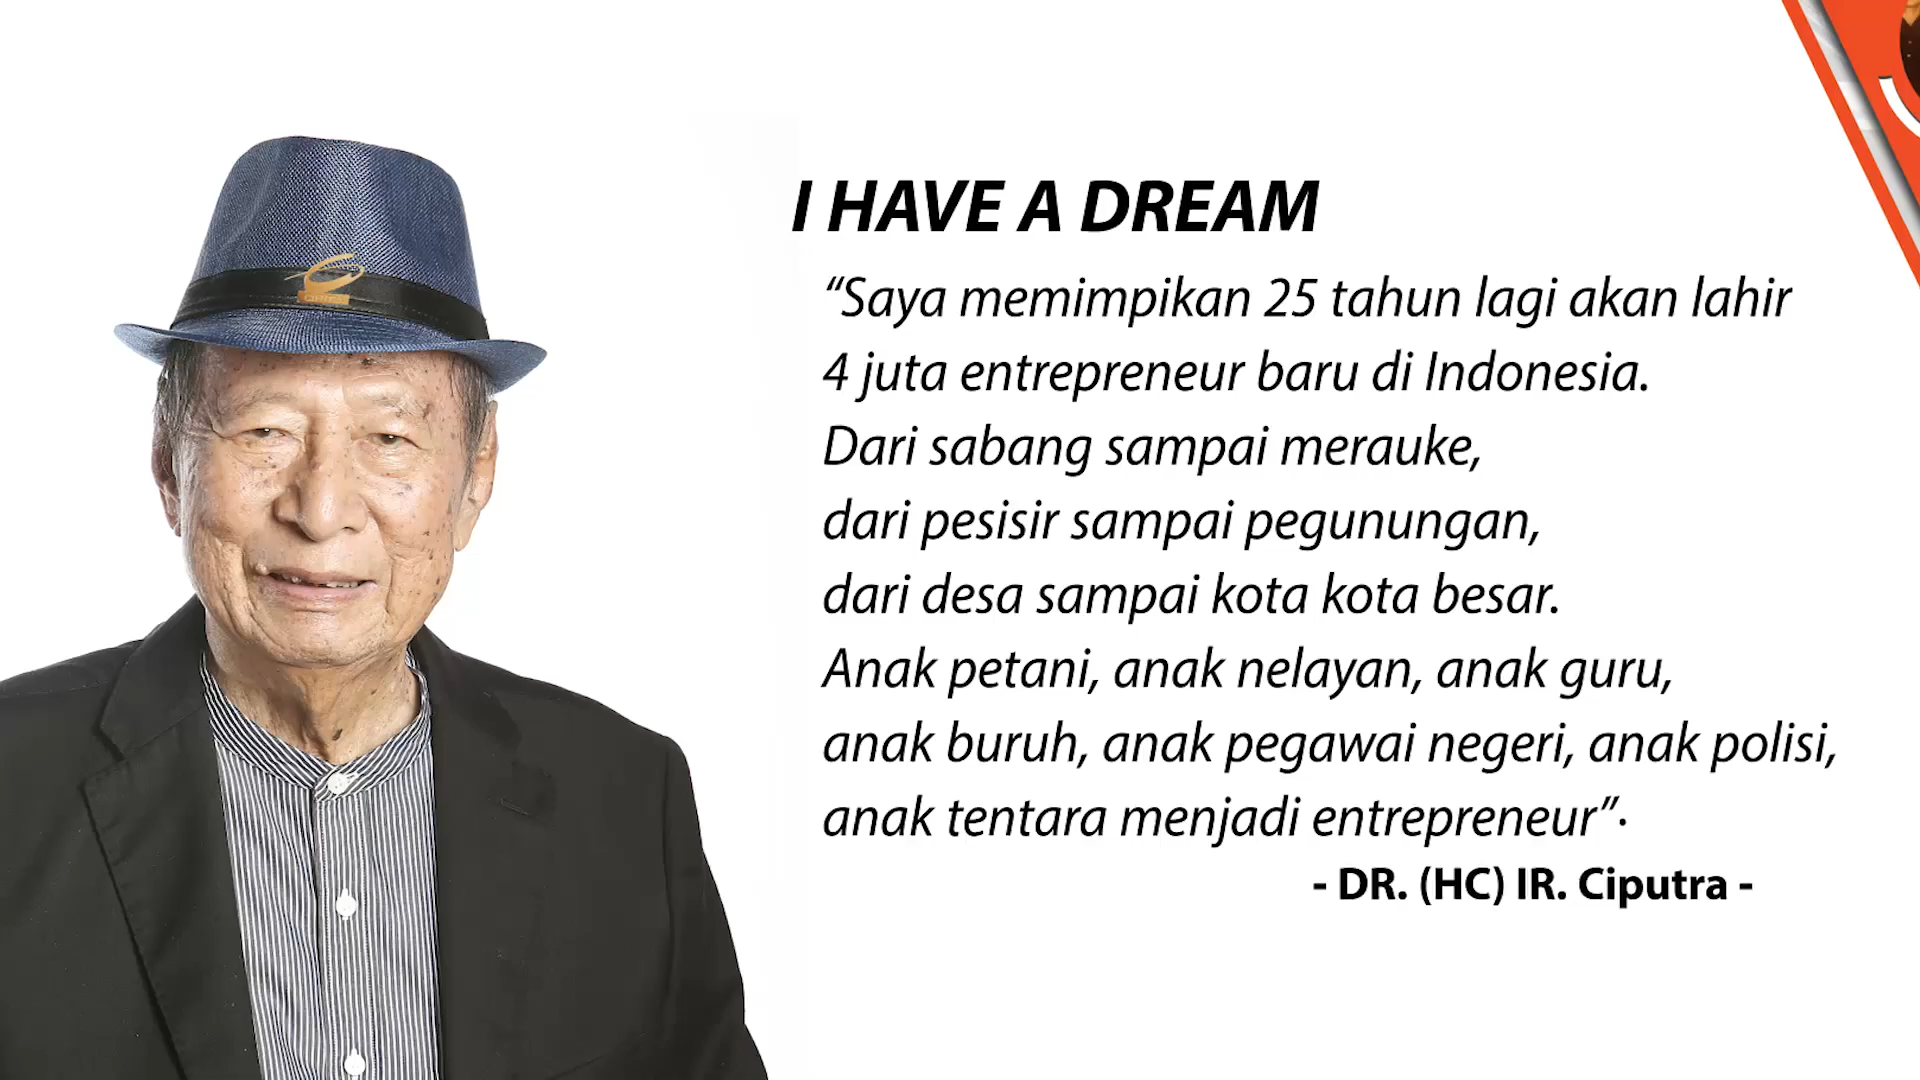 I HAVE A DREAM
“Saya memimpikan 25 tahun lagi akan lahir
4 juta entrepreneur baru di Indonesia.
Dari sabang sampai merauke,
dari pesisir sampai pegunungan,
dari desa sampai kota kota besar.
Anak petani, anak nelayan, anak guru,
anak buruh, anak pegawai negeri, anak polisi,
anak tentara menjadi entrepreneur”.
- DR. (HC) IR. Ciputra -